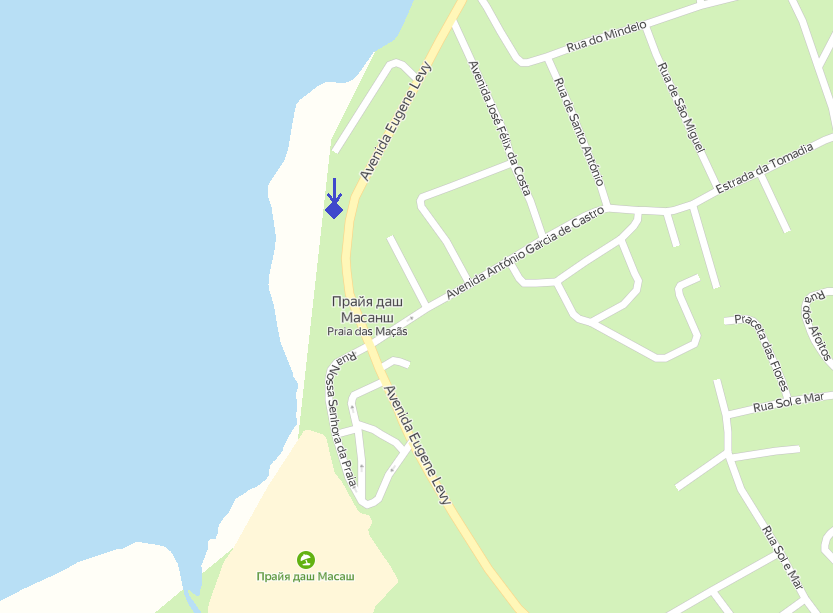 Rua do Mindelo
Avenida Eugene Levy
Avenida José Félix da Costa
Rua de Santo António
Rua de São Miguel
Estrada da Tomadia
Avenida António Garcia de Castro
Прайя даш
Масанш
Praia das Maçãs
Rua Nossa Senhora da Praia
Avenida Eugene Levy
Praceta das Flores
Rua dos Afoitos
Rua Sol e Mar
Rua Sol e Mar
Прайя даш Масаш